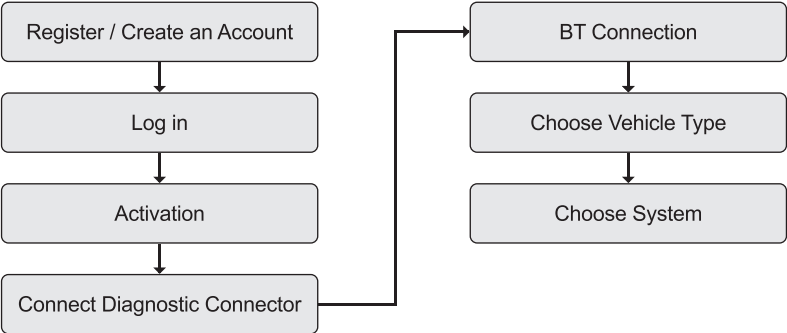 Register / Create an Account
Log in
Activation
Connect Diagnostic Connector
BT Connection
Choose Vehicle Type
Choose System